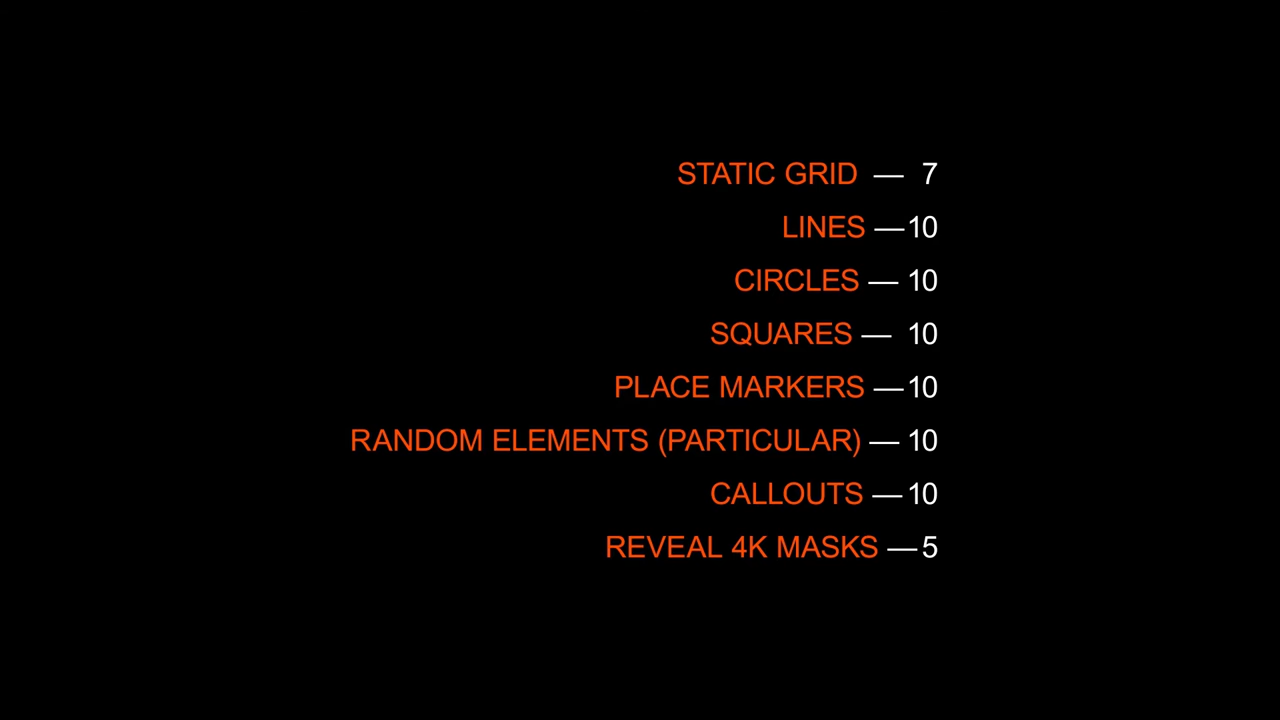 STATIC GRID — 7
LINES — 10
CIRCLES — 10
SQUARES — 10
PLACE MARKERS — 10
RANDOM ELEMENTS (PARTICULAR) — 10
CALLOUTS — 10
REVEAL 4K MASKS — 5